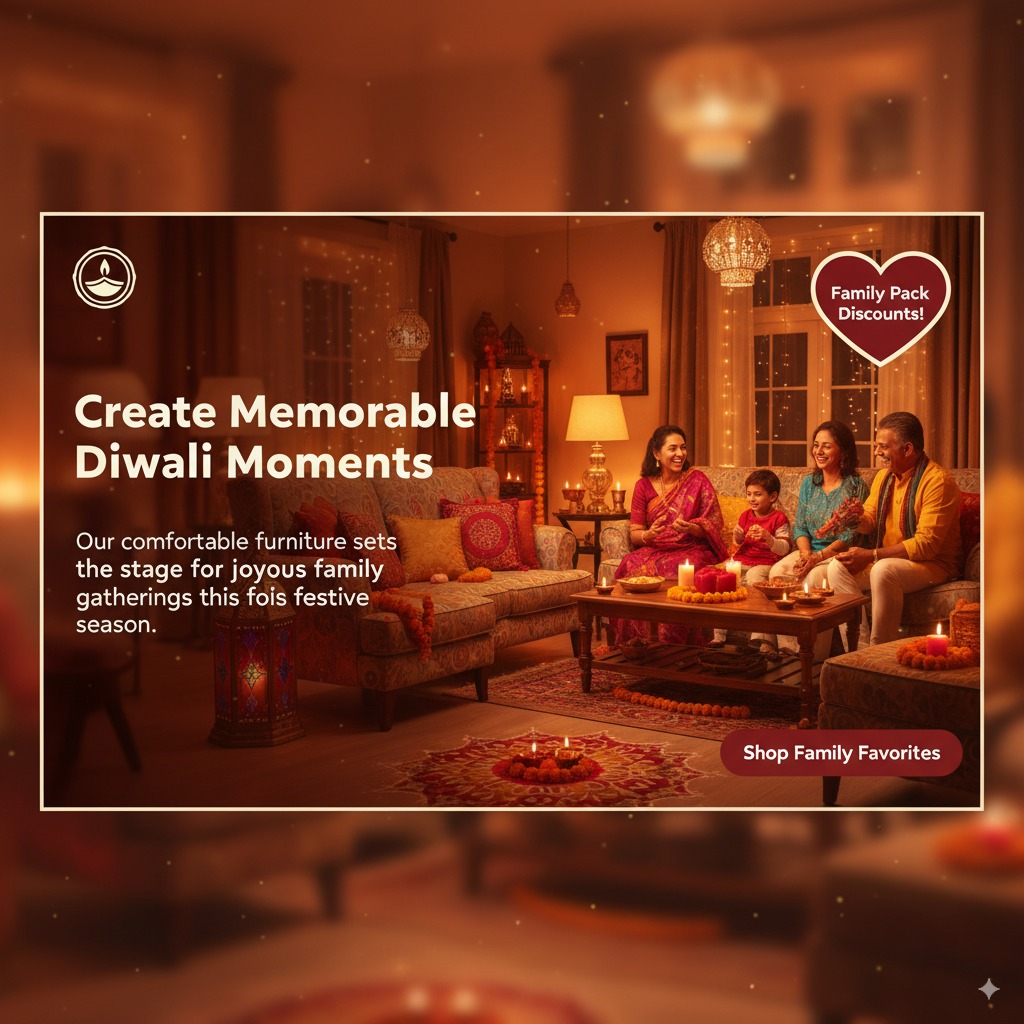 Family Pack
Discounts!
Create Memorable
Diwali Moments
Our comfortable furniture sets
the stage for joyous family
gatherings this fois festive
season.
Shop Family Favorites